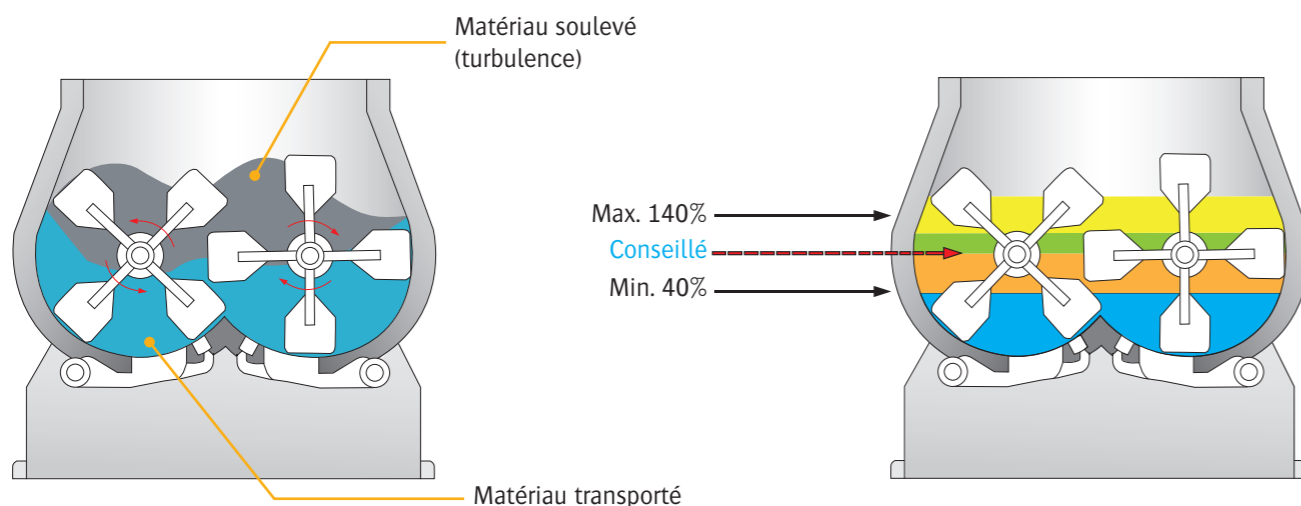 Matériau soulevé
(turbulence)
Max. 140%
Conseillé
Min. 40%
Matériau transporté